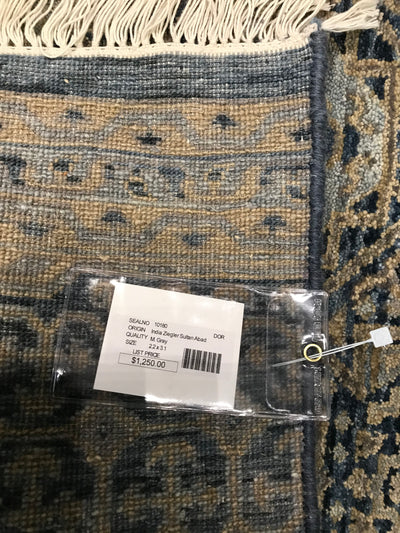 SEALNO 10180
ORIGIN India Ziegler Sultan Abad DOR
QUALITY M. Gray
SIZE 2.2 x 3.1
LIST PRICE
$1,250.00